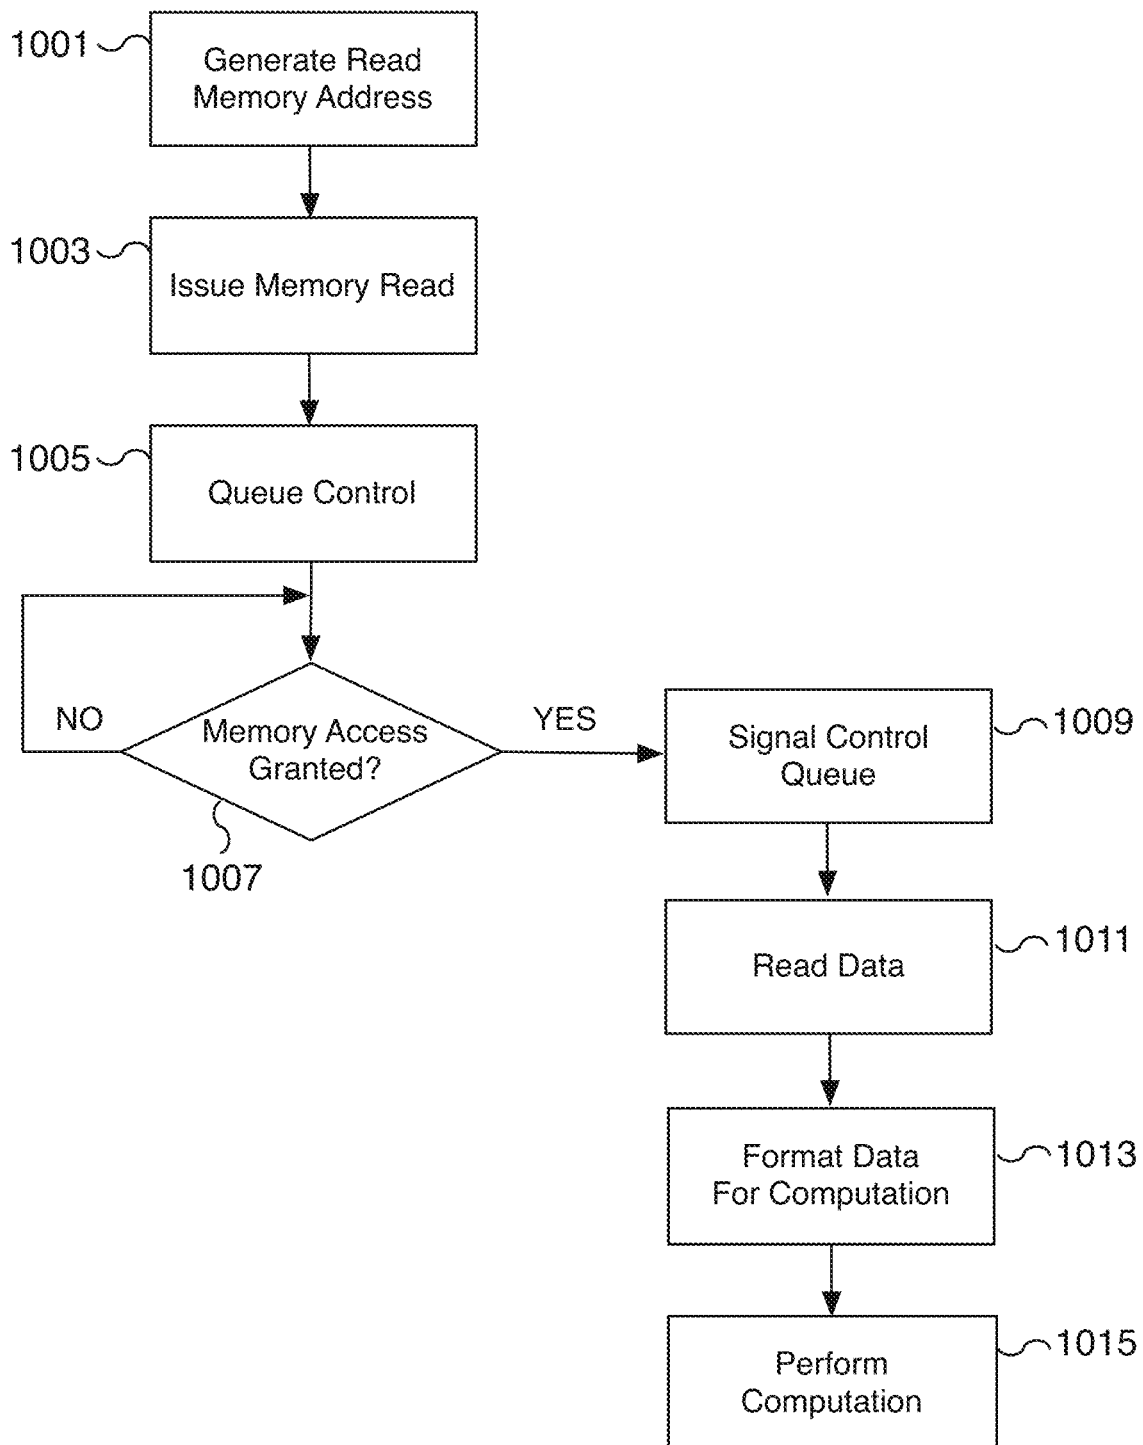 1001
Generate Read
Memory Address
1003
Issue Memory Read
1005
Queue Control
NO
Memory Access
Granted?
YES
1007
Signal Control
Queue
1009
Read Data
1011
Format Data
For Computation
1013
Perform
Computation
1015